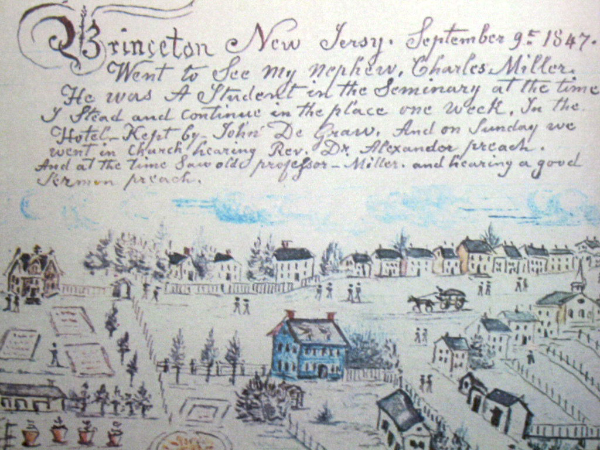 Princeton New Jersy. September 9th 1847.
Went to See my nephew, Charles Miller.
He was A Student in the Seminary at the time
I Stead and continue in the place one week, In the.
Hotel, Kept by John De Graw, And on Sunday we
went in Church hearing Rev. Dr. Alexander preach.
And at the time Saw old professor Miller. and hearing a good
Sermon preach.